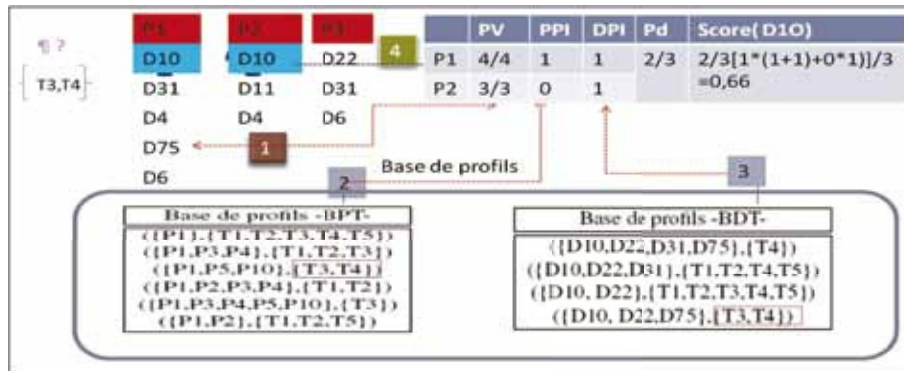 P1 P2 P3
¶ ?
{T3,T4}
D10 D10 D22
D31 D11 D31
D4 D4 D6
D75
D6
4
PV PPI DPI Pd Score(D10)
P1 4/4 1 1 2/3 2/3[1*(1+1)+0*1)]/3
=0,66
P2 3/3 0 1
1
Base de profils
2
3
Base de profils -BPT-
({P1},{T1,T2,T3,T4,T5})
({P1,P3,P4},{T1,T2,T3})
({P1,P5,P10},{T3,T4})
({P1,P2,P3,P4},{T1,T2})
({P1,P3,P4,P5,P10},{T3})
({P1,P2},{T1,T2,T5})
Base de profils -BDT-
({D10,D22,D31,D75},{T4})
({D10,D22,D31},{T1,T2,T4,T5})
({D10, D22},{T1,T2,T3,T4,T5})
({D10, D22,D75},{T3,T4})